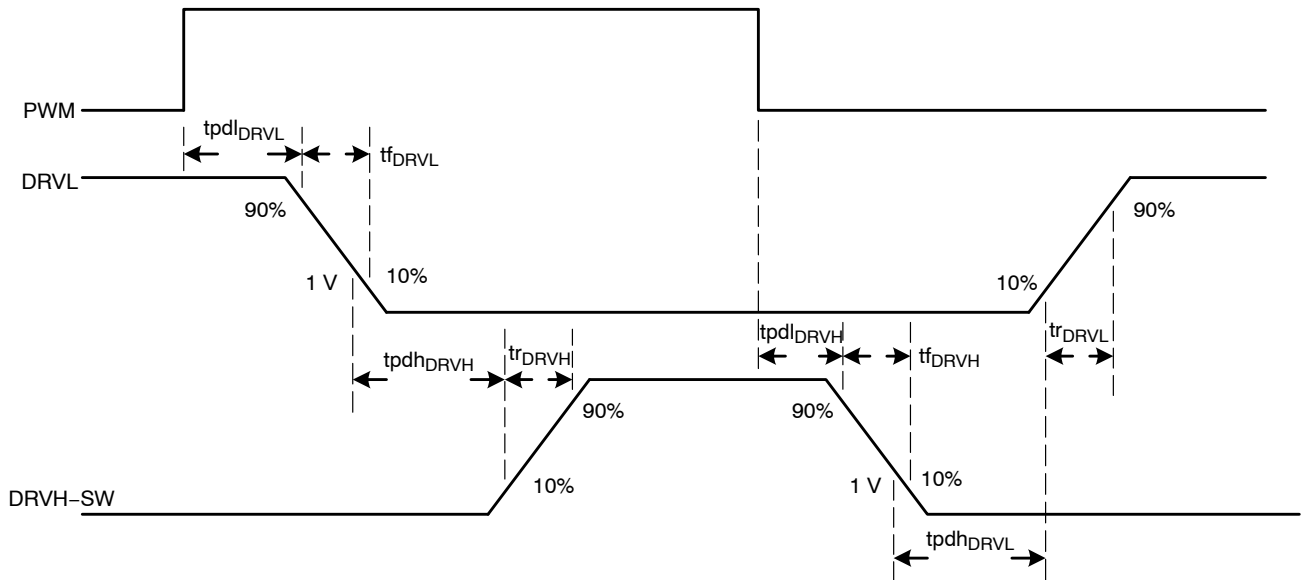 PWM
tpdlDRVL
tfDRVL
DRVL
90%
90%
1 V
10%
10%
tpdhDRVH
trDRVH
tpdlDRVH
tfDRVH
trDRVL
90%
90%
DRVH–SW
10%
1 V
10%
tpdhDRVL